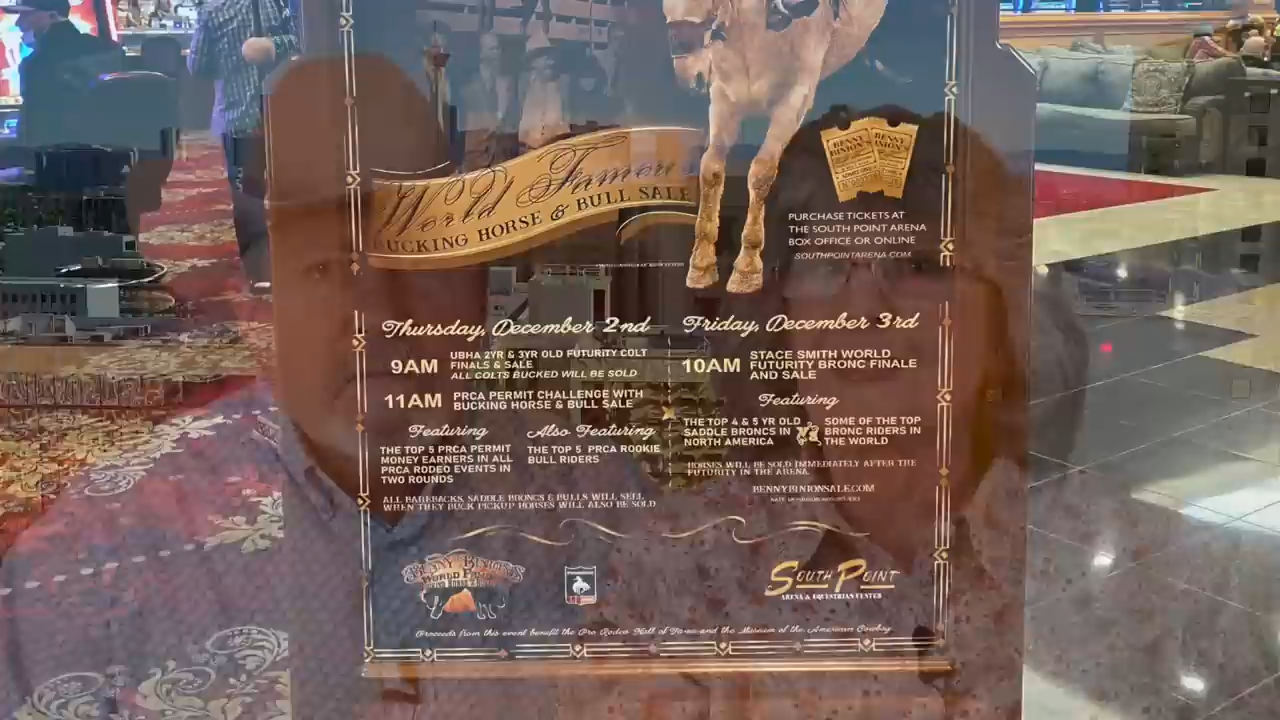 World Famous
BUCKING HORSE & BULL SALE
BENNY BINION
BENNY BINION
PURCHASE TICKETS AT
THE SOUTH POINT ARENA
BOX OFFICE OR ONLINE
SOUTHPOINTARENA.COM
Thursday, December 2nd
9AM
UBHA 2YR & 3YR OLD FUTURITY COLT
FINALS & SALE
ALL COLTS BUCKED WILL BE SOLD
11AM
PRCA PERMIT CHALLENGE WITH
BUCKING HORSE & BULL SALE
Featuring
THE TOP 5 PRCA PERMIT
MONEY EARNERS IN ALL
PRCA RODEO EVENTS IN
TWO ROUNDS
Also Featuring
THE TOP 5 PRCA ROOKIE
BULL RIDERS
ALL BAREBACKS, SADDLE BRONCS & BULLS WILL SELL
WHEN THEY BUCK PICKUP HORSES WILL ALSO BE SOLD
Friday, December 3rd
10AM
STACE SMITH WORLD
FUTURITY BRONC FINALE
AND SALE
Featuring
THE TOP 4 & 5 YR OLD
SADDLE BRONCS IN
NORTH AMERICA
SOME OF THE TOP
BRONC RIDERS IN
THE WORLD
HORSES WILL BE SOLD IMMEDIATELY AFTER THE
FUTURITY IN THE ARENA
BENNYBINIONSALE.COM
BENNY BINION'S
WORLD FAMOUS
SOUTH POINT
ARENA & EQUESTRIAN CENTER
Proceeds from this event benefit the Pro Rodeo Hall of Fame and the Museum of the American Cowboy